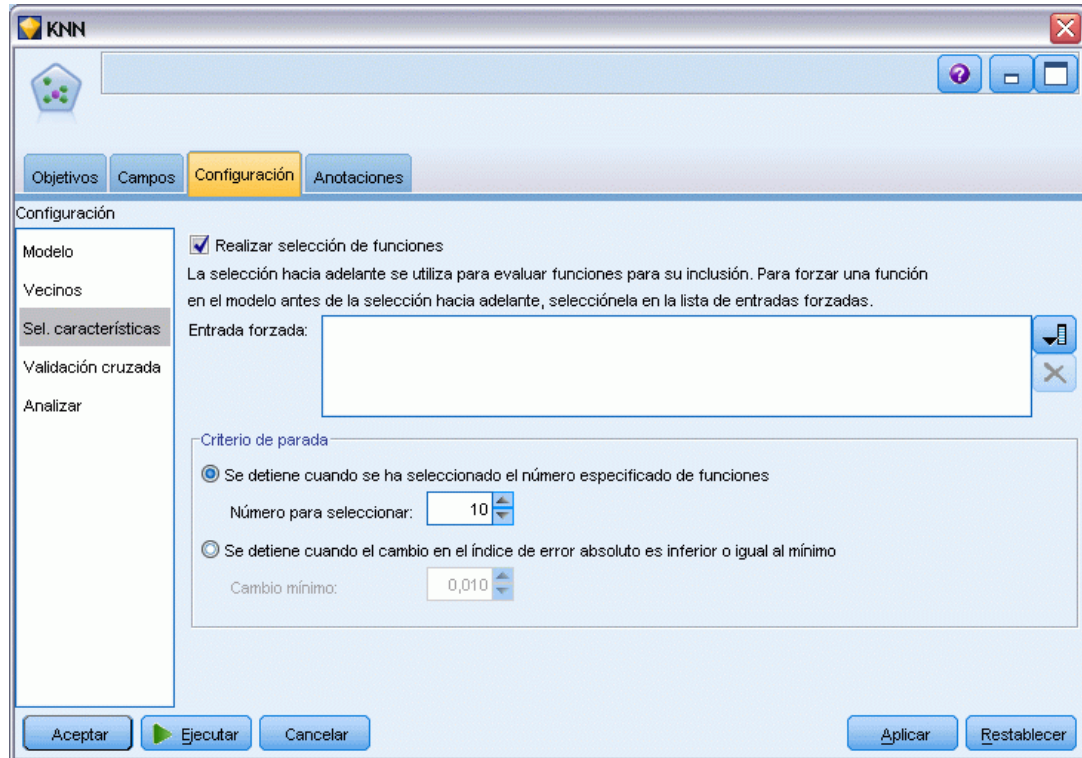 KNN
Objetivos
Campos
Configuración
Anotaciones
Configuración
Modelo
Vecinos
Sel. características
Validación cruzada
Analizar
Realizar selección de funciones
La selección hacia adelante se utiliza para evaluar funciones para su inclusión. Para forzar una función
en el modelo antes de la selección hacia adelante, selecciónela en la lista de entradas forzadas.
Entrada forzada:
Criterio de parada
Se detiene cuando se ha seleccionado el número especificado de funciones
Número para seleccionar: 10
Se detiene cuando el cambio en el índice de error absoluto es inferior o igual al mínimo
Cambio mínimo: 0,010
Aceptar
Ejecutar
Cancelar
Aplicar
Restablecer